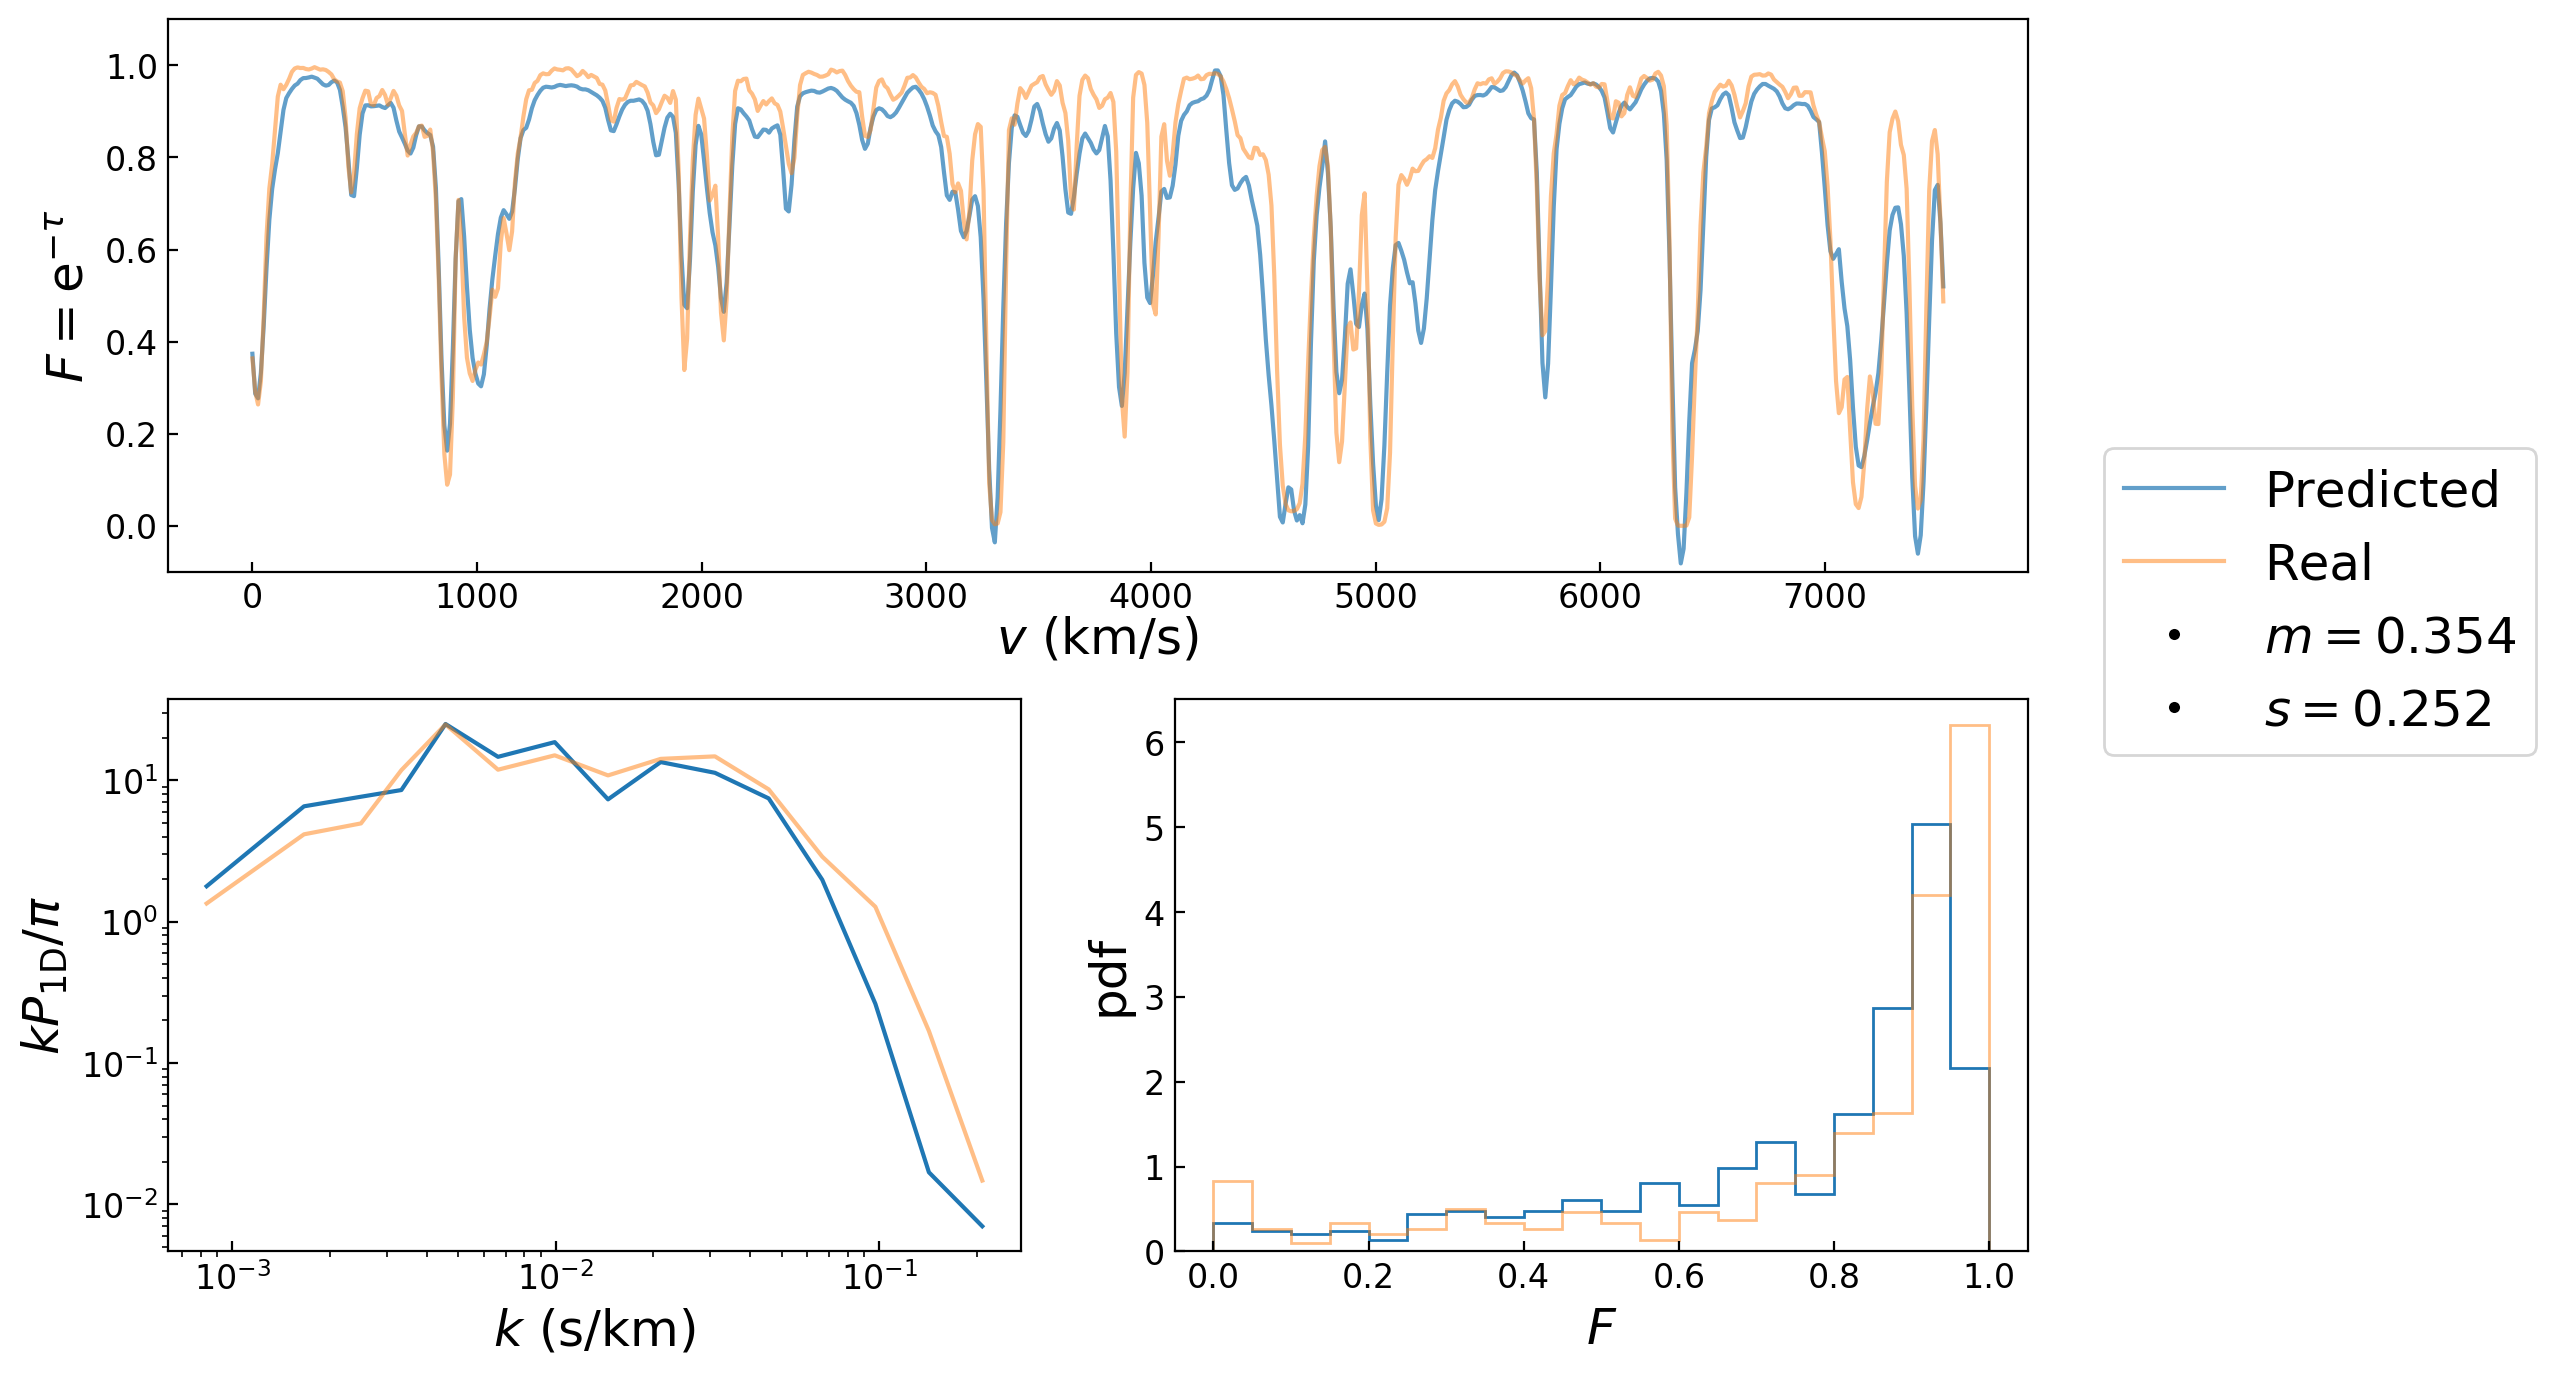 1.0
0.8
0.6
0.4
0.2
0.0
F = e^{−τ}
0 1000 2000 3000 4000 5000 6000 7000
v (km/s)
Predicted
Real
m = 0.354
s = 0.252
10^1
10^0
10^{−1}
10^{−2}
kP_{1D}/π
10^{−3} 10^{−2} 10^{−1}
k (s/km)
6
5
4
3
2
1
0
pdf
0.0 0.2 0.4 0.6 0.8 1.0
F